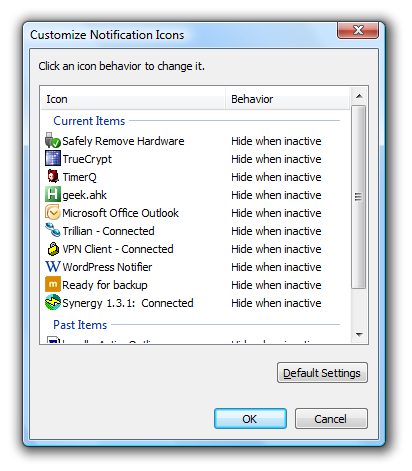 Customize Notification Icons
Click an icon behavior to change it.
Icon Behavior
Current Items
Safely Remove Hardware Hide when inactive
TrueCrypt Hide when inactive
TimerQ Hide when inactive
geek.ahk Hide when inactive
Microsoft Office Outlook Hide when inactive
Trillian - Connected Hide when inactive
VPN Client - Connected Hide when inactive
WordPress Notifier Hide when inactive
Ready for backup Hide when inactive
Synergy 1.3.1: Connected Hide when inactive
Past Items
Hide when inactive
Default Settings
OK Cancel